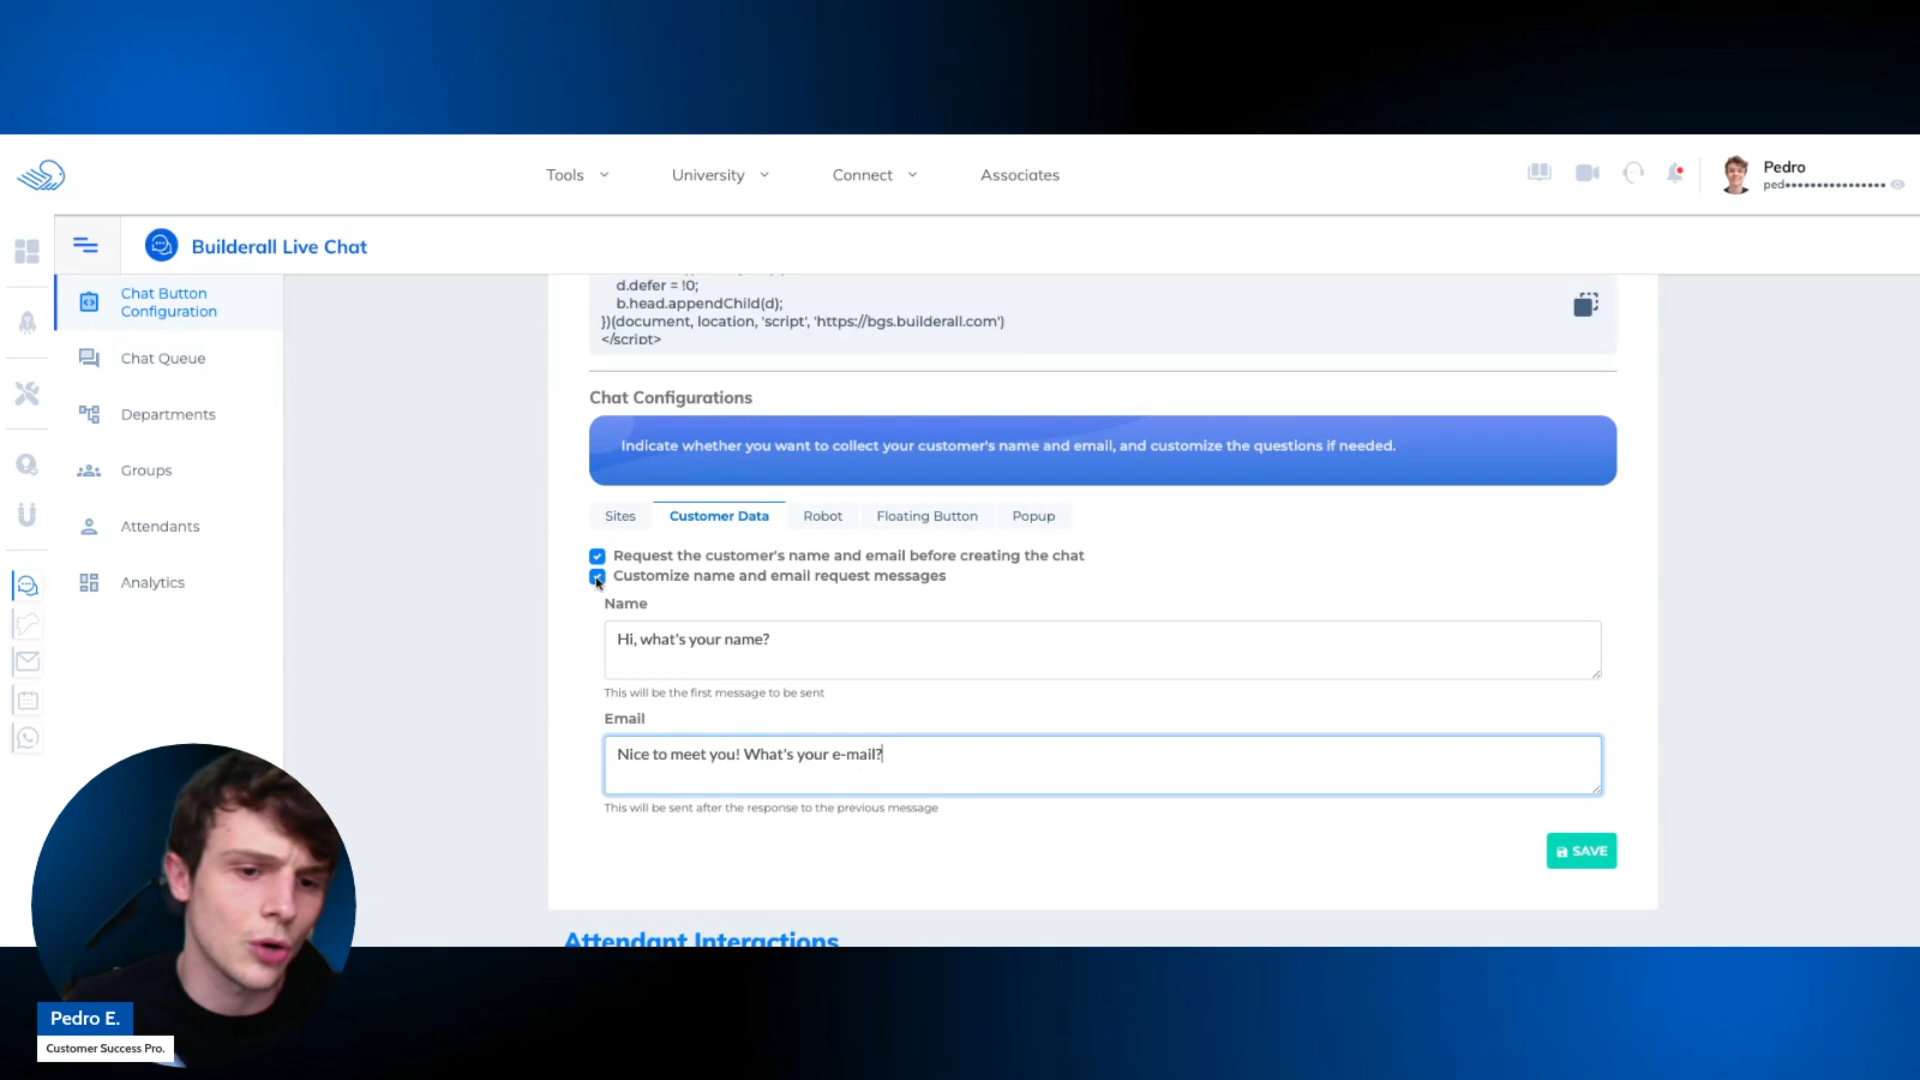 Tools
University
Connect
Associates
Pedro
ped••••••••••••••••
Builderall Live Chat
Chat Button
Configuration
Chat Queue
Departments
Groups
Attendants
Analytics
d.defer = !0;
b.head.appendChild(d);
})(document, location, 'script', 'https://bgs.builderall.com')
</script>
Chat Configurations
Indicate whether you want to collect your customer's name and email, and customize the questions if needed.
Sites
Customer Data
Robot
Floating Button
Popup
Request the customer's name and email before creating the chat
Customize name and email request messages
Name
Hi, what's your name?
This will be the first message to be sent
Email
Nice to meet you! What's your e-mail?
This will be sent after the response to the previous message
SAVE
Attendant Interactions
Pedro E.
Customer Success Pro.